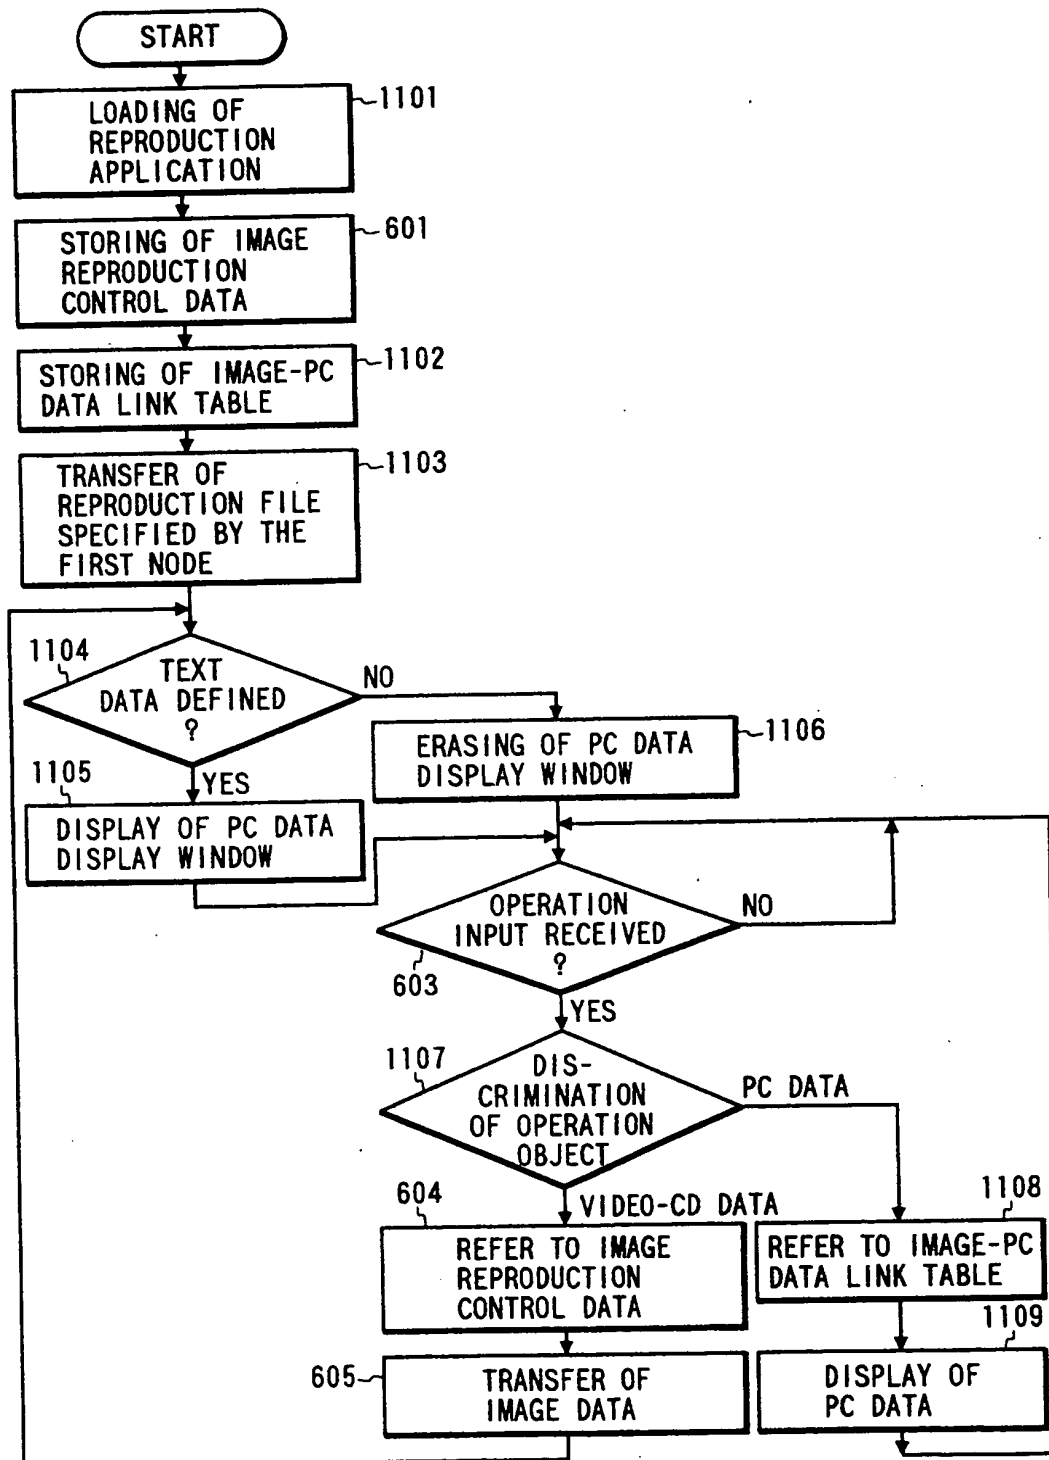 START
1101
LOADING OF
REPRODUCTION
APPLICATION
601
STORING OF IMAGE
REPRODUCTION
CONTROL DATA
1102
STORING OF IMAGE-PC
DATA LINK TABLE
1103
TRANSFER OF
REPRODUCTION FILE
SPECIFIED BY THE
FIRST NODE
1104
TEXT
DATA DEFINED
?
NO
YES
1105
DISPLAY OF PC DATA
DISPLAY WINDOW
1106
ERASING OF PC DATA
DISPLAY WINDOW
OPERATION
INPUT RECEIVED
?
NO
603
YES
1107
DIS-
CRIMINATION
OF OPERATION
OBJECT
PC DATA
VIDEO-CD DATA
604
REFER TO IMAGE
REPRODUCTION
CONTROL DATA
1108
REFER TO IMAGE-PC
DATA LINK TABLE
605
TRANSFER OF
IMAGE DATA
1109
DISPLAY OF
PC DATA